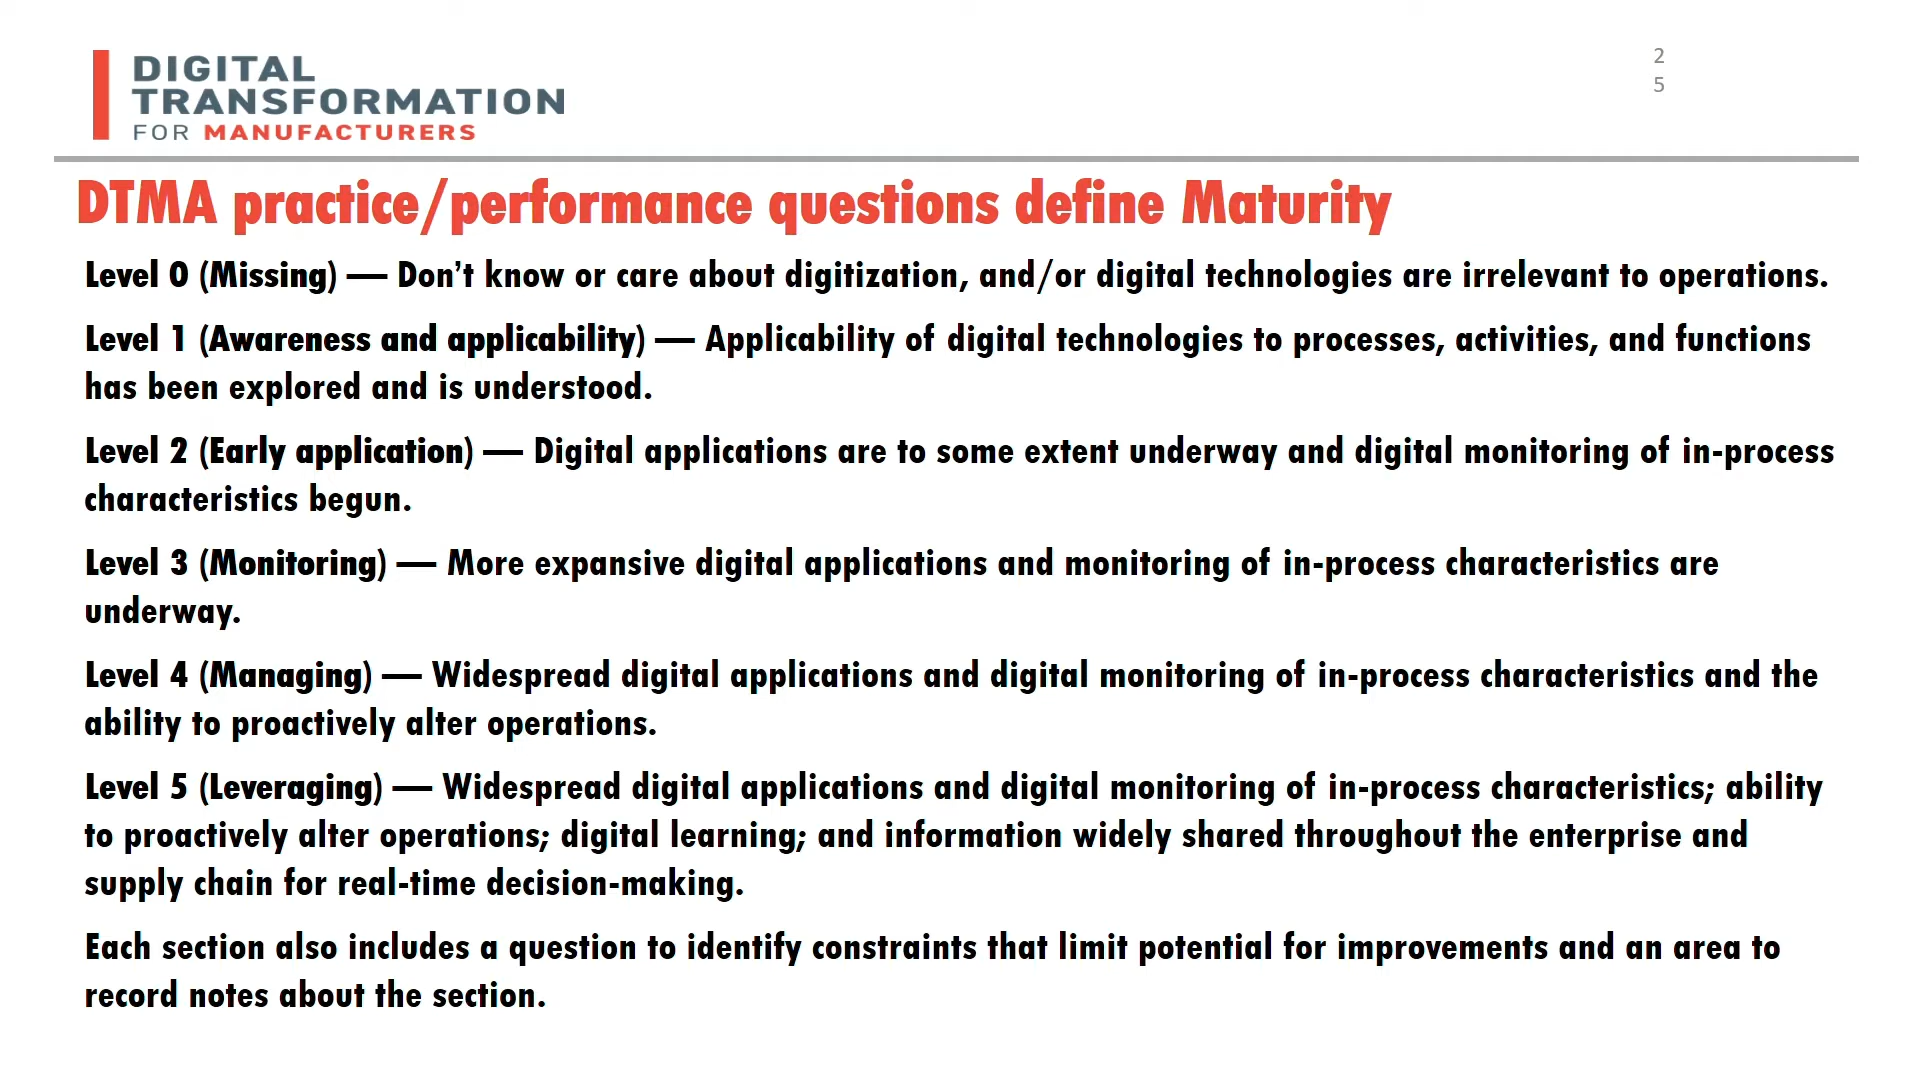 DIGITAL
TRANSFORMATION
FOR MANUFACTURERS
2
5
DTMA practice/performance questions define Maturity
Level 0 (Missing) — Don’t know or care about digitization, and/or digital technologies are irrelevant to operations.
Level 1 (Awareness and applicability) — Applicability of digital technologies to processes, activities, and functions
has been explored and is understood.
Level 2 (Early application) — Digital applications are to some extent underway and digital monitoring of in-process
characteristics begun.
Level 3 (Monitoring) — More expansive digital applications and monitoring of in-process characteristics are
underway.
Level 4 (Managing) — Widespread digital applications and digital monitoring of in-process characteristics and the
ability to proactively alter operations.
Level 5 (Leveraging) — Widespread digital applications and digital monitoring of in-process characteristics; ability
to proactively alter operations; digital learning; and information widely shared throughout the enterprise and
supply chain for real-time decision-making.
Each section also includes a question to identify constraints that limit potential for improvements and an area to
record notes about the section.